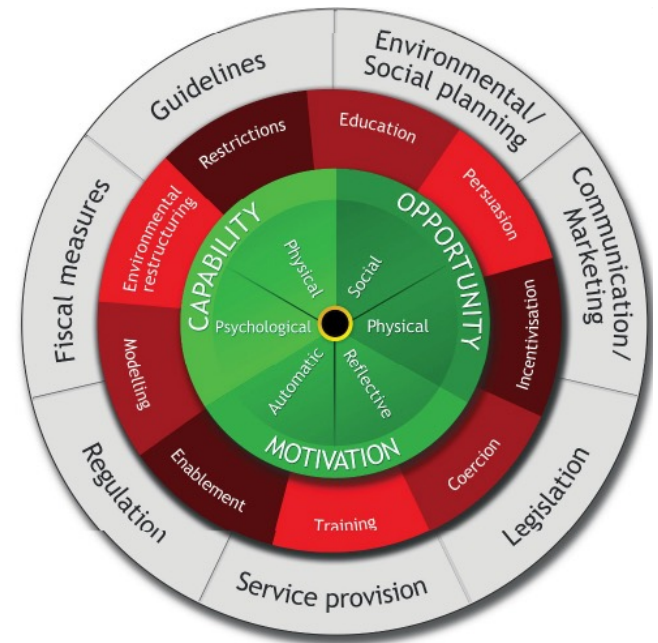 Environmental/
Social planning
Communication/
Marketing
Legislation
Service provision
Regulation
Fiscal measures
Guidelines
Education
Persuasion
Incentivisation
Coercion
Training
Enablement
Modelling
Environmental
restructuring
Restrictions
CAPABILITY
Physical
Psychological
OPPORTUNITY
Social
Physical
MOTIVATION
Automatic
Reflective